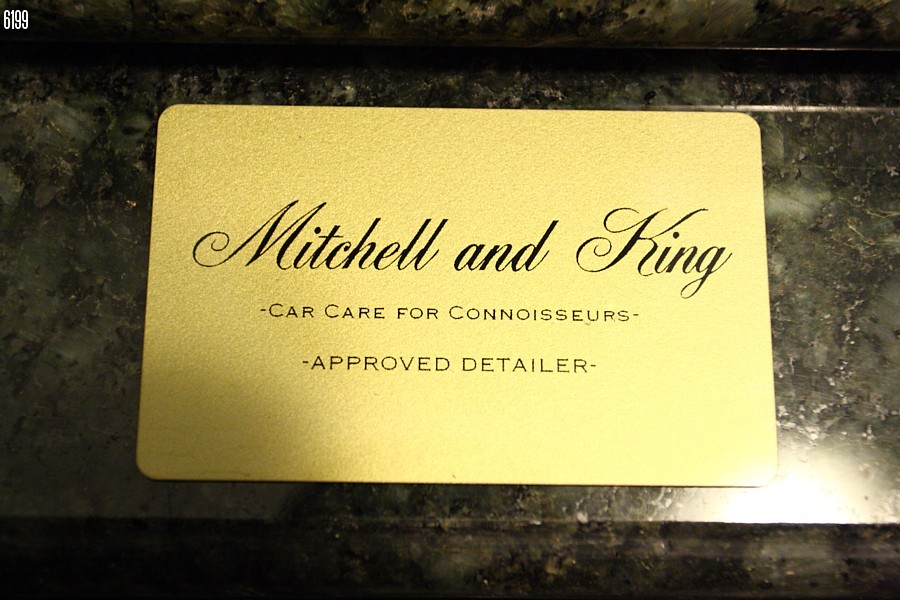 6199
Mitchell and King
-CAR CARE FOR CONNOISSEURS-
-APPROVED DETAILER-